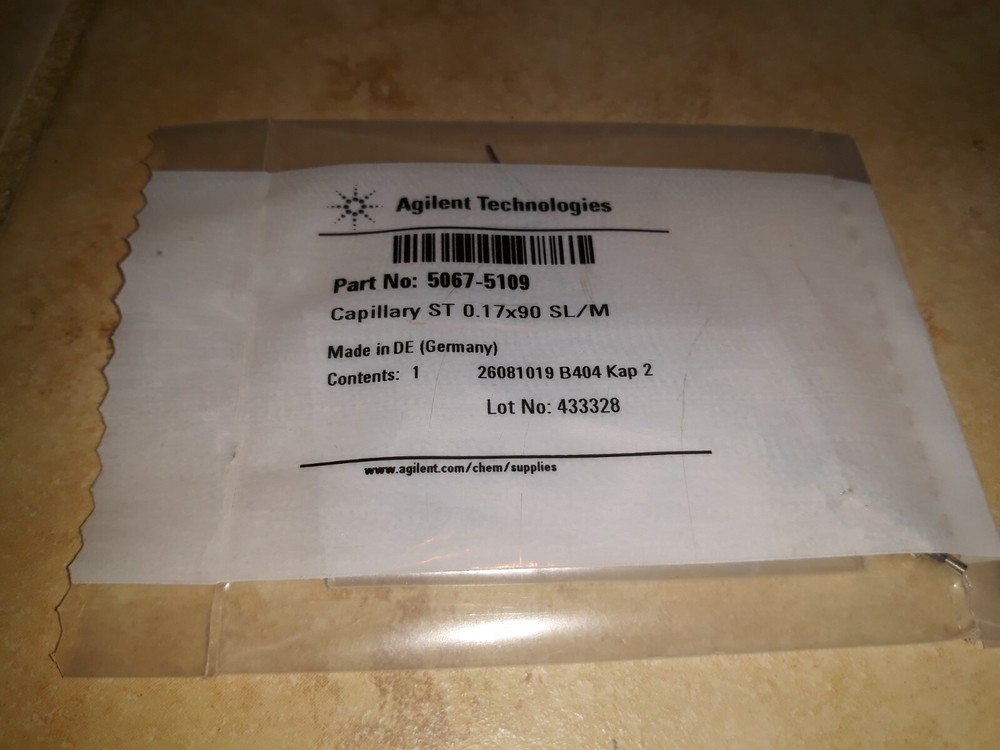 Agilent Technologies
Part No: 5067-5109
Capillary ST 0.17x90 SL/M
Made in DE (Germany)
Contents: 1 26081019 B404 Kap 2
Lot No: 433328
www.agilent.com/chem/supplies